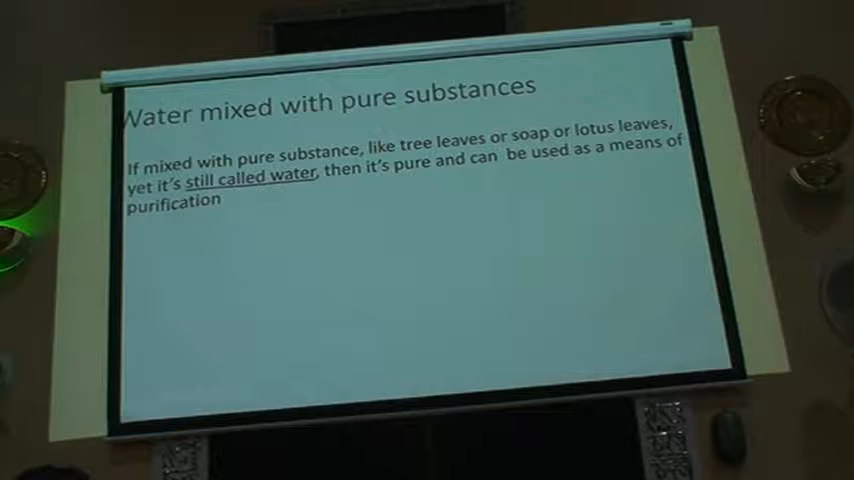 Water mixed with pure substances
If mixed with pure substance, like tree leaves or soap or lotus leaves,
yet it's still called water, then it's pure and can be used as a means of
purification